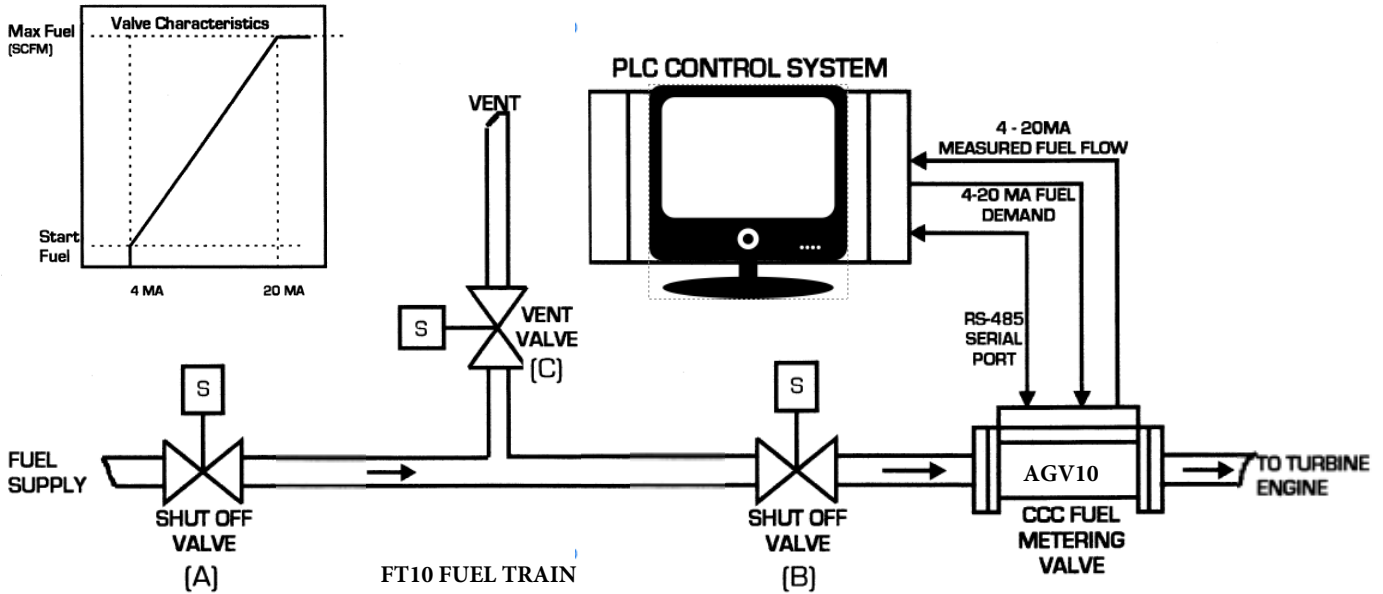 Valve Characteristics
Max Fuel
(SCFM)
Start
Fuel
4 MA
20 MA
VENT
PLC CONTROL SYSTEM
4 - 20MA
MEASURED FUEL FLOW
4-20 MA FUEL
DEMAND
RS-485
SERIAL
PORT
S
VENT
VALVE
(C)
S
S
FUEL
SUPPLY
SHUT OFF
VALVE
(A)
SHUT OFF
VALVE
(B)
AGV10
CCC FUEL
METERING
VALVE
TO TURBINE
ENGINE
FT10 FUEL TRAIN